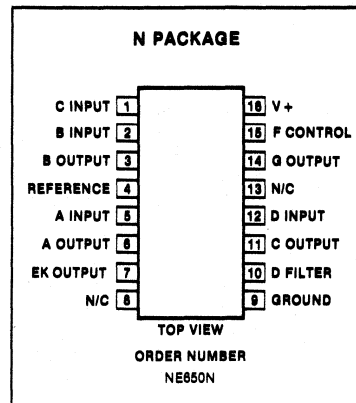 N PACKAGE
C INPUT 1 16 V +
B INPUT 2 15 F CONTROL
B OUTPUT 3 14 G OUTPUT
REFERENCE 4 13 N/C
A INPUT 5 12 D INPUT
A OUTPUT 6 11 C OUTPUT
EK OUTPUT 7 10 D FILTER
N/C 8 9 GROUND
TOP VIEW
ORDER NUMBER
NE650N